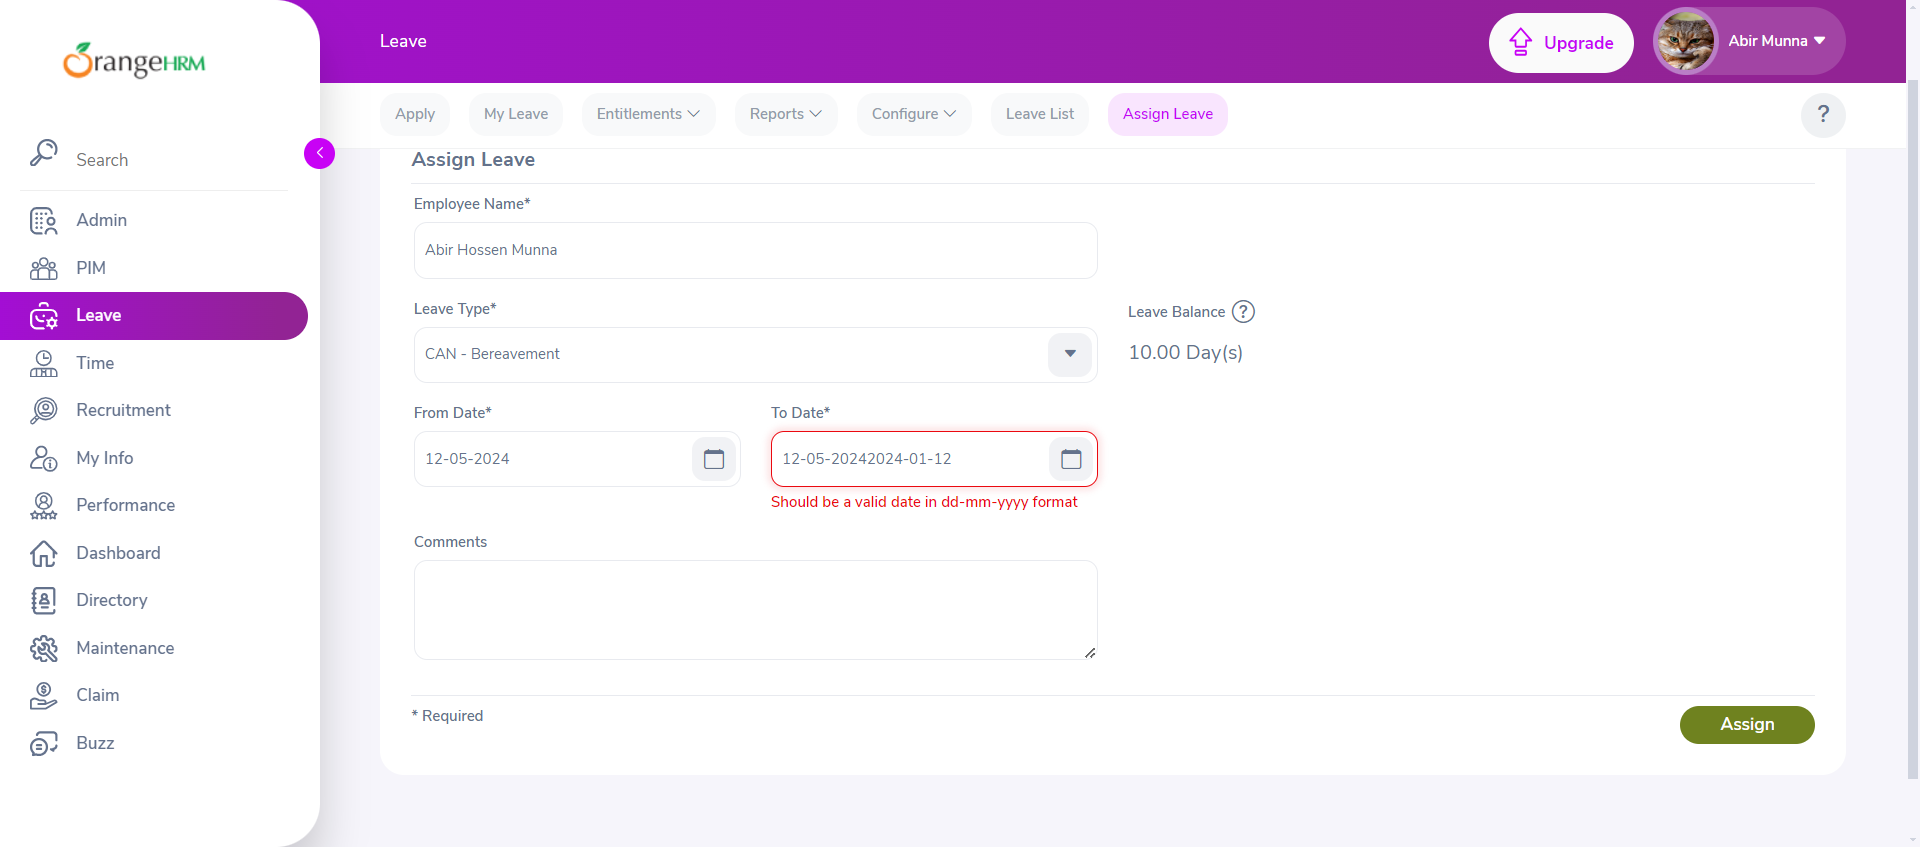 OrangeHRM
Leave
Upgrade
Abir Munna
Apply
My Leave
Entitlements
Reports
Configure
Leave List
Assign Leave
?
Search
Admin
PIM
Leave
Time
Recruitment
My Info
Performance
Dashboard
Directory
Maintenance
Claim
Buzz
Assign Leave
Employee Name*
Abir Hossen Munna
Leave Type*
CAN - Bereavement
Leave Balance ?
10.00 Day(s)
From Date*
12-05-2024
To Date*
12-05-20242024-01-12
Should be a valid date in dd-mm-yyyy format
Comments
* Required
Assign